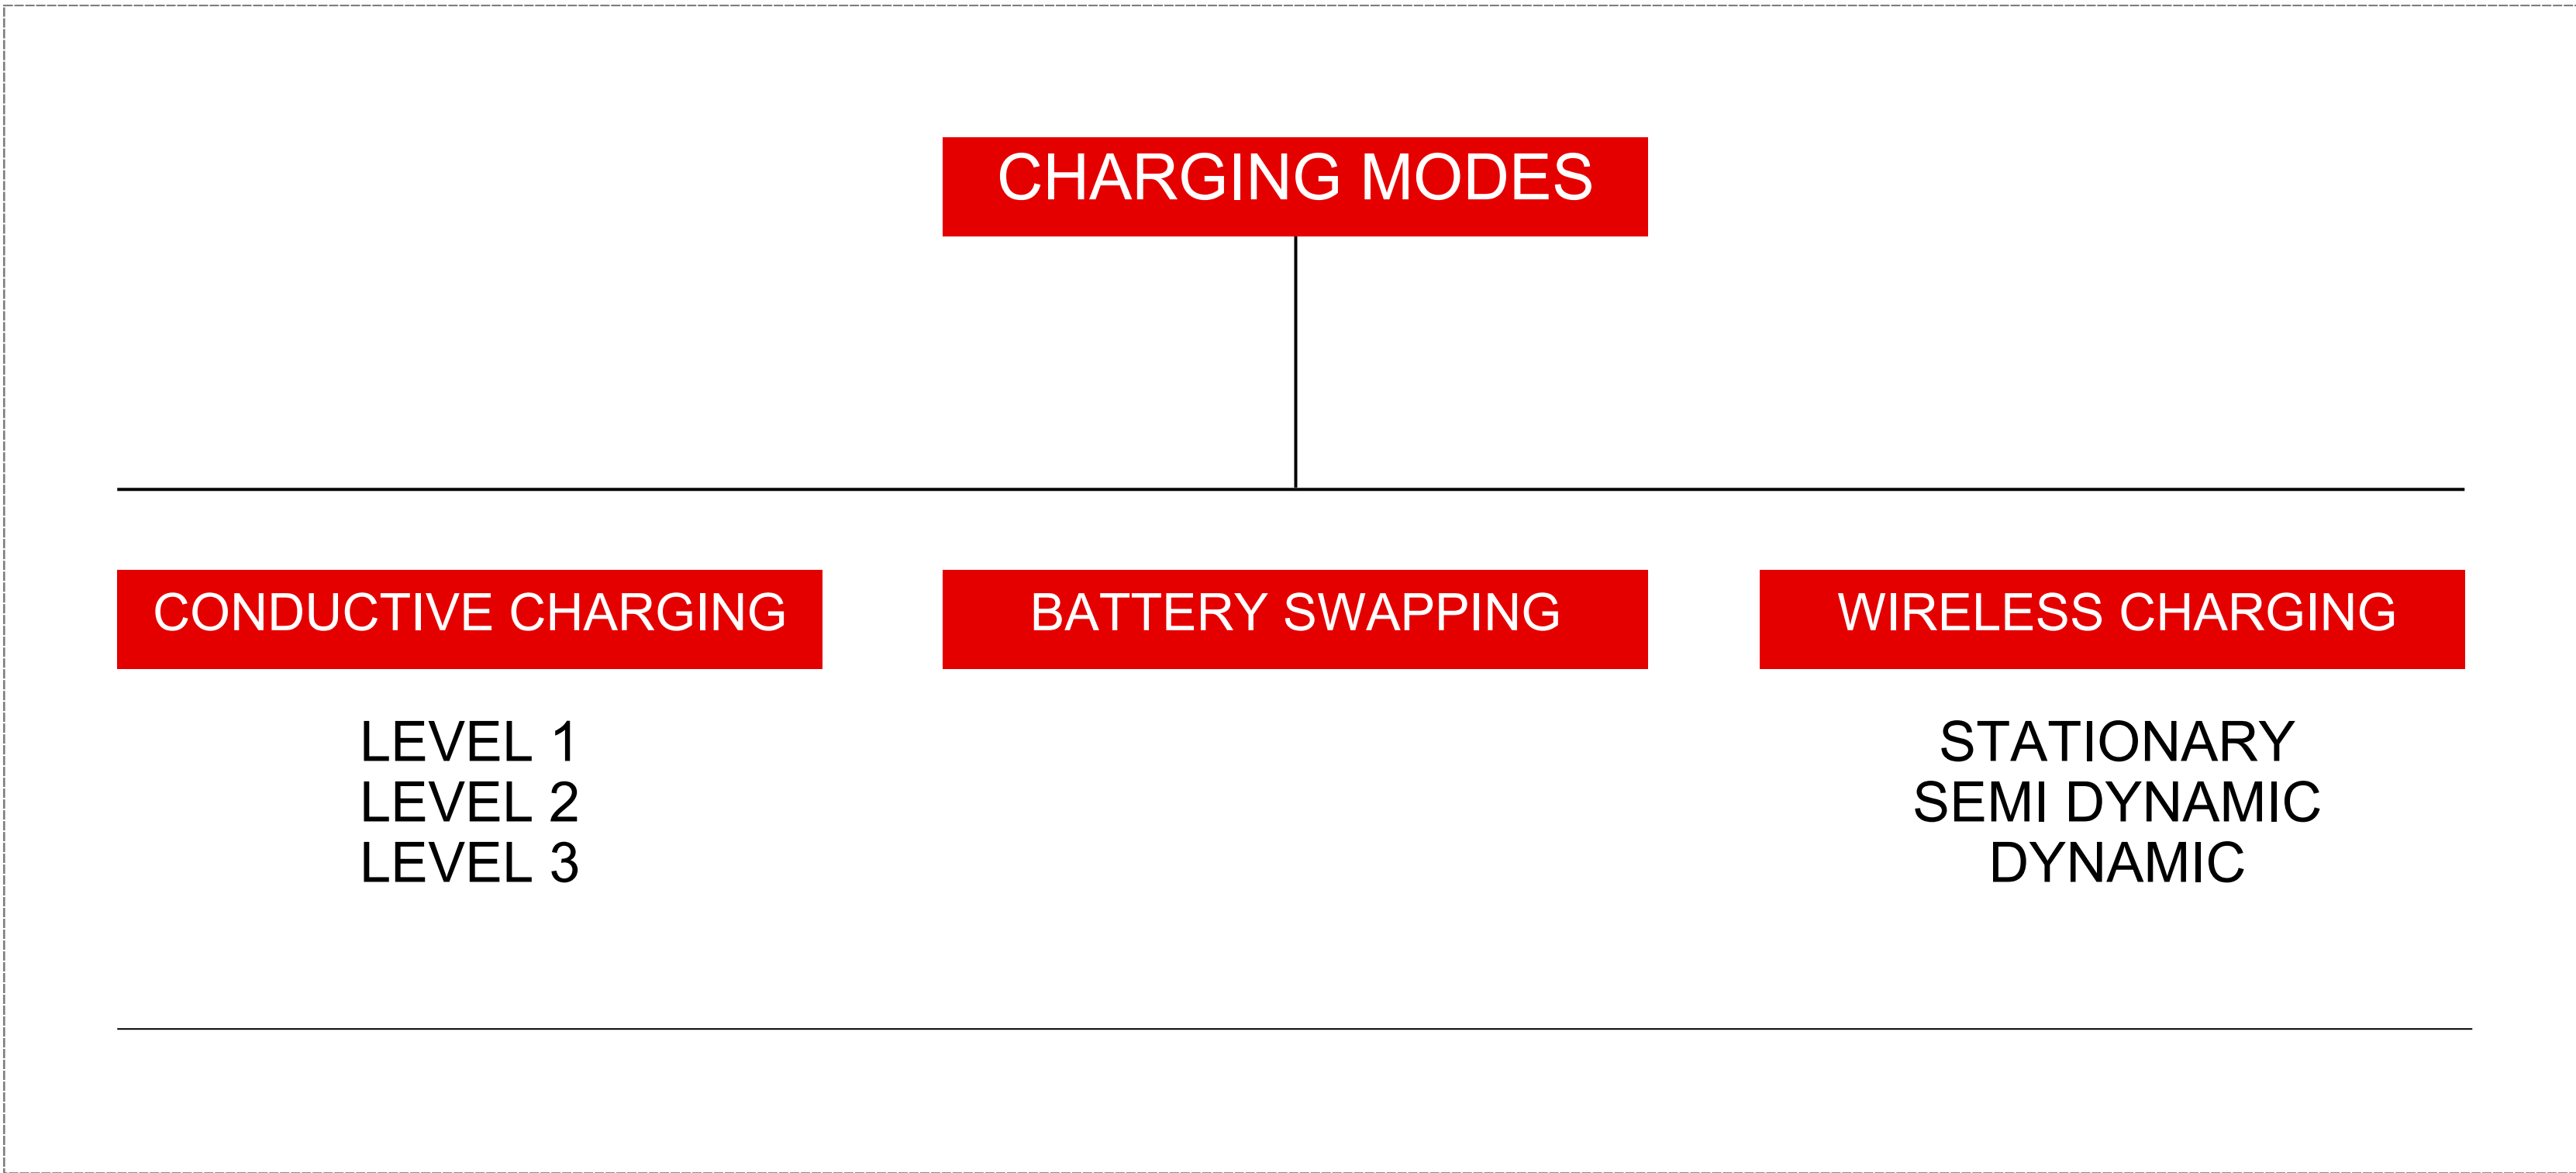 CHARGING MODES
CONDUCTIVE CHARGING
LEVEL 1
LEVEL 2
LEVEL 3
BATTERY SWAPPING
WIRELESS CHARGING
STATIONARY
SEMI DYNAMIC
DYNAMIC